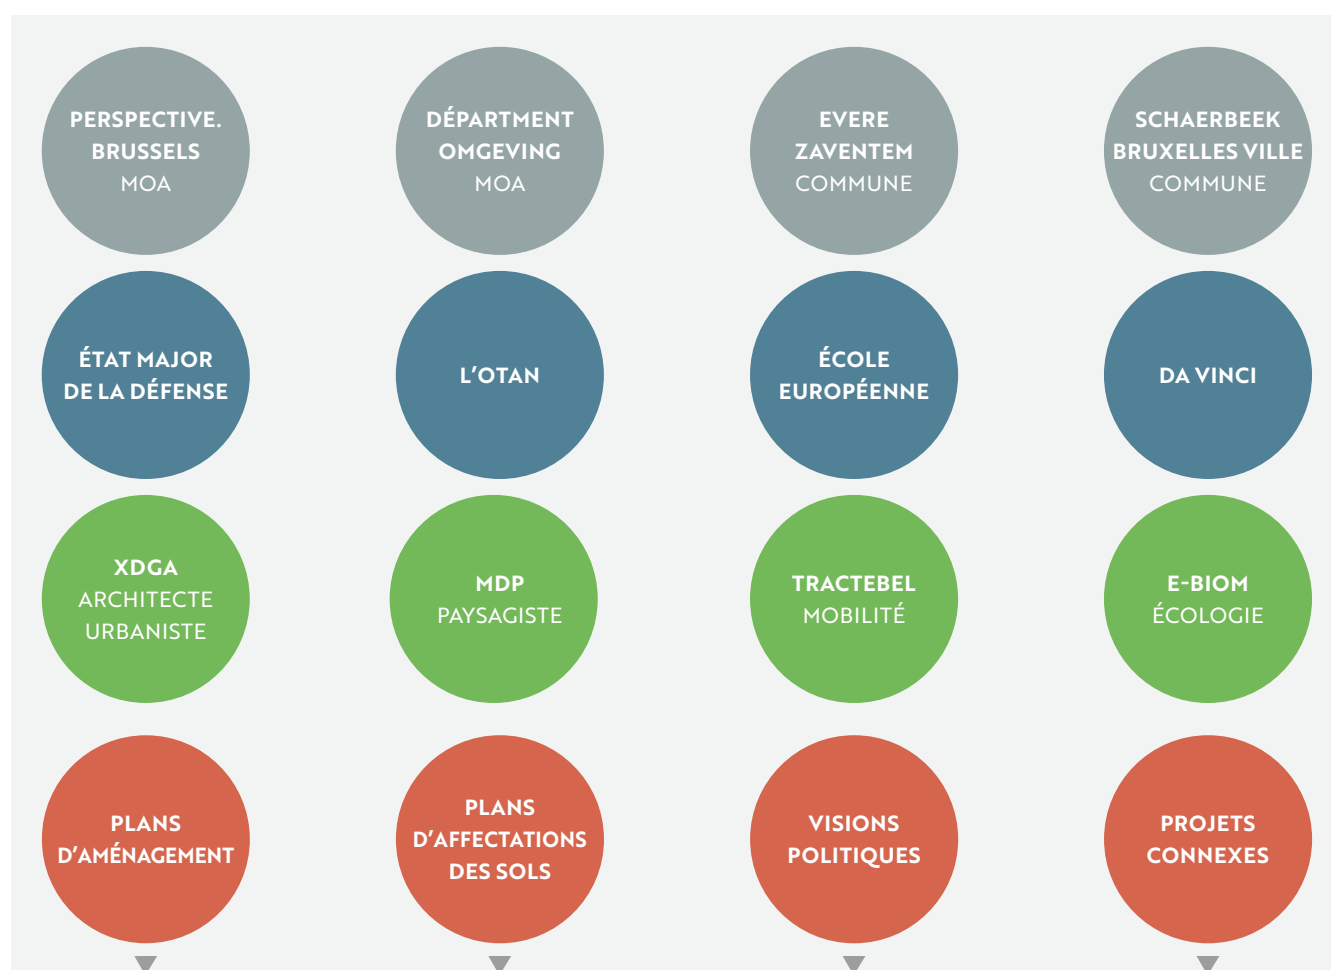 PERSPECTIVE.
BRUSSELS
MOA
DÉPARTMENT
OMGEVING
MOA
EVERE
ZAVENTEM
COMMUNE
SCHAERBEEK
BRUXELLES VILLE
COMMUNE
ÉTAT MAJOR
DE LA DÉFENSE
L’OTAN
ÉCOLE
EUROPÉENNE
DA VINCI
XDGA
ARCHITECTE
URBANISTE
MDP
PAYSAGISTE
TRACTEBEL
MOBILITÉ
E-BIOM
ÉCOLOGIE
PLANS
D’AMÉNAGEMENT
PLANS
D’AFFECTATIONS
DES SOLS
VISIONS
POLITIQUES
PROJETS
CONNEXES